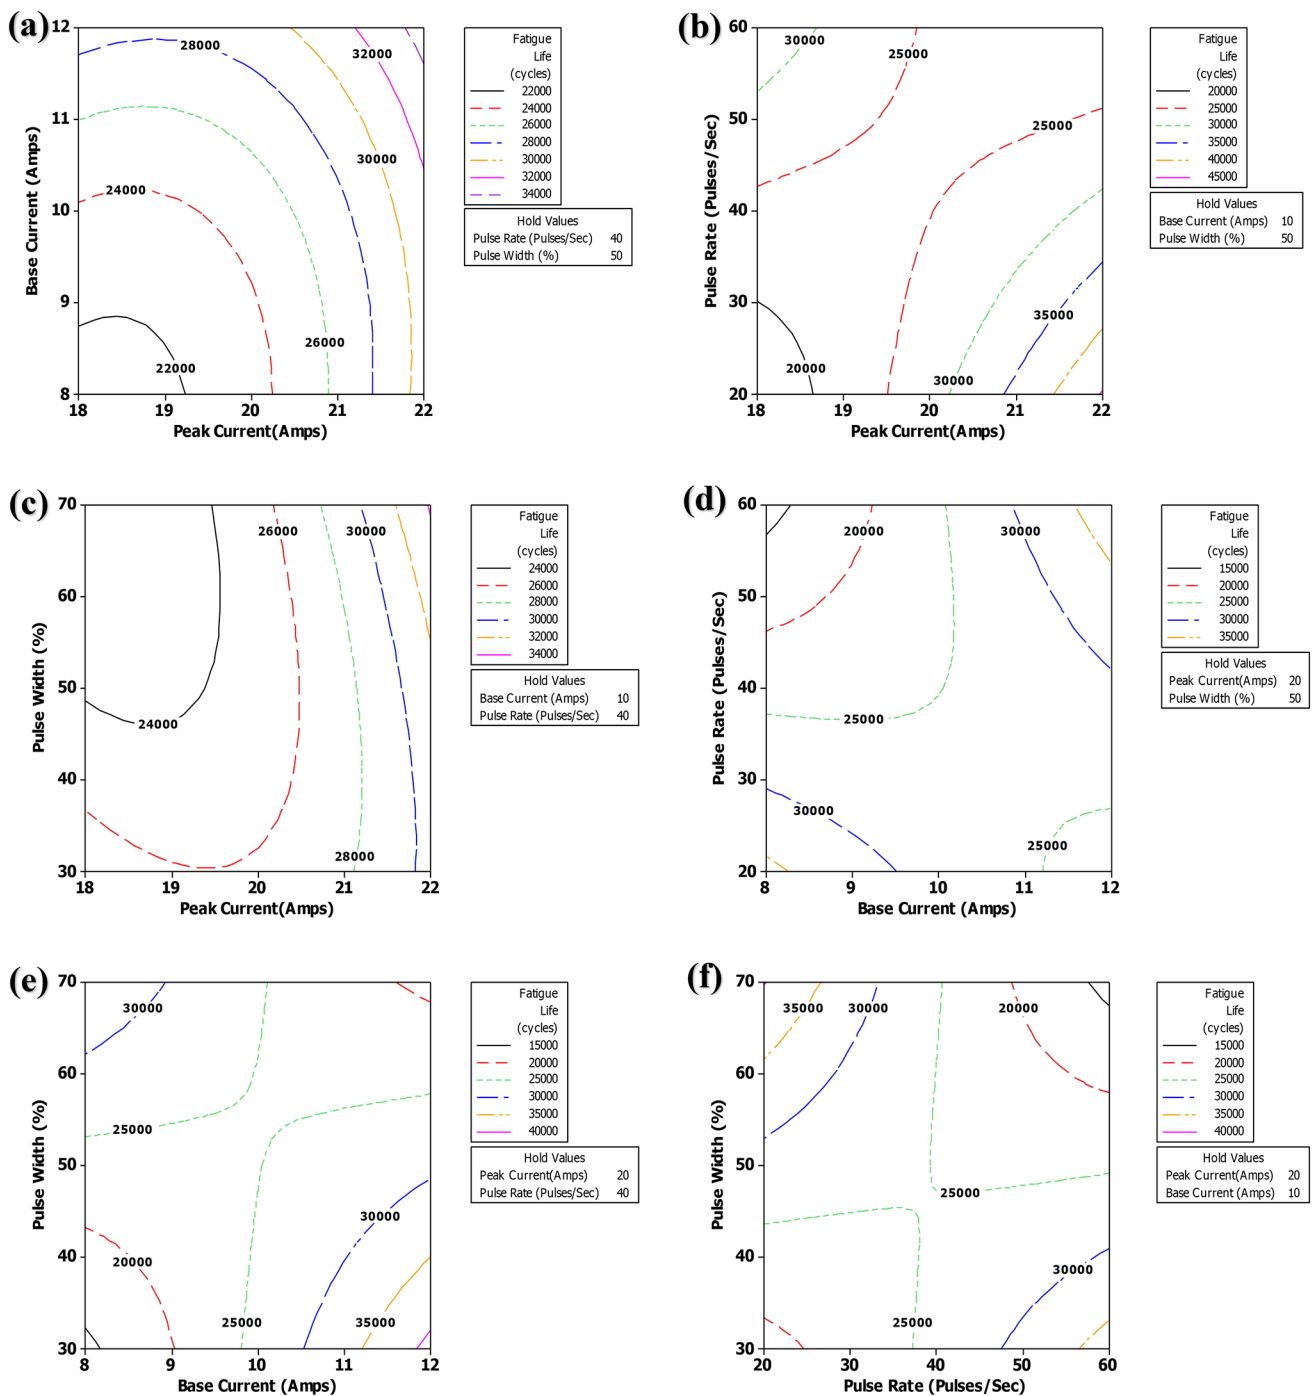 (a)
12
11
10
9
8
18
19
20
21
22
Base Current (Amps)
Peak Current(Amps)
28000
32000
30000
24000
26000
22000
Fatigue
Life
(cycles)
22000
24000
26000
28000
30000
32000
34000
Hold Values
Pulse Rate (Pulses/Sec) 40
Pulse Width (%) 50
(b)
60
50
40
30
20
18
19
20
21
22
Pulse Rate (Pulses/Sec)
Peak Current(Amps)
30000
25000
25000
35000
20000
30000
Fatigue
Life
(cycles)
20000
25000
30000
35000
40000
45000
Hold Values
Base Current (Amps) 10
Pulse Width (%) 50
(c)
70
60
50
40
30
18
19
20
21
22
Pulse Width (%)
Peak Current(Amps)
26000
30000
24000
28000
Fatigue
Life
(cycles)
24000
26000
28000
30000
32000
34000
Hold Values
Base Current (Amps) 10
Pulse Rate (Pulses/Sec) 40
(d)
60
50
40
30
20
8
9
10
11
12
Pulse Rate (Pulses/Sec)
Base Current (Amps)
20000
30000
25000
30000
25000
Fatigue
Life
(cycles)
15000
20000
25000
30000
35000
Hold Values
Peak Current(Amps) 20
Pulse Width (%) 50
(e)
70
60
50
40
30
8
9
10
11
12
Pulse Width (%)
Base Current (Amps)
30000
25000
30000
20000
25000
35000
Fatigue
Life
(cycles)
15000
20000
25000
30000
35000
40000
Hold Values
Peak Current(Amps) 20
Pulse Rate (Pulses/Sec) 40
(f)
70
60
50
40
30
20
30
40
50
60
Pulse Width (%)
Pulse Rate (Pulses/Sec)
35000
30000
20000
25000
30000
25000
Fatigue
Life
(cycles)
15000
20000
25000
30000
35000
40000
Hold Values
Peak Current(Amps) 20
Base Current (Amps) 10